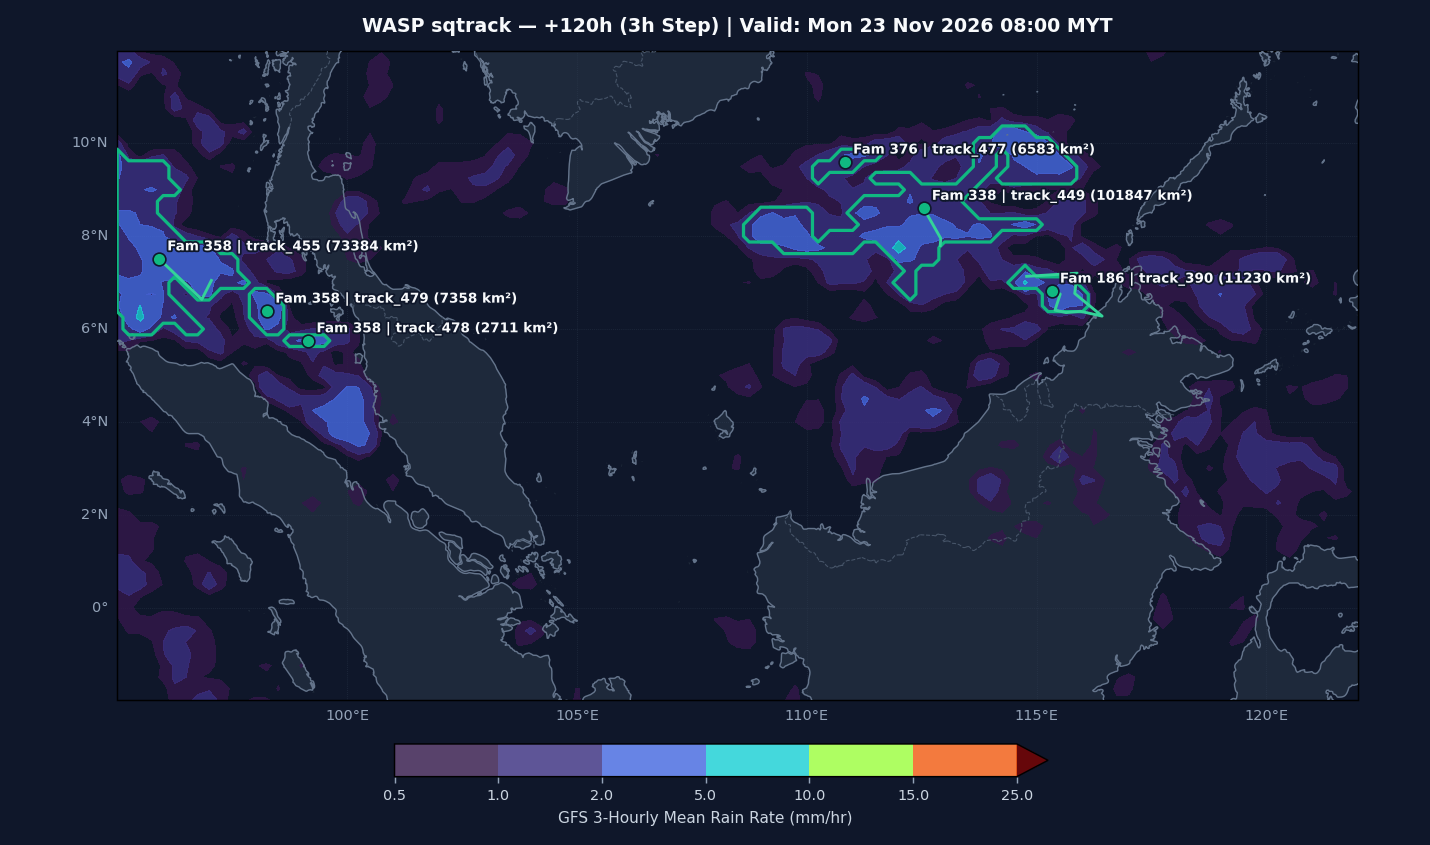 WASP sqtrack — +120h (3h Step) | Valid: Mon 23 Nov 2026 08:00 MYT
10°N
8°N
6°N
4°N
2°N
0°
Fam 376 | track_477 (6583 km²)
Fam 338 | track_449 (101847 km²)
Fam 358 | track_455 (73384 km²)
Fam 186 | track_390 (11230 km²)
Fam 358 | track_479 (7358 km²)
Fam 358 | track_478 (2711 km²)
100°E 105°E 110°E 115°E 120°E
0.5 1.0 2.0 5.0 10.0 15.0 25.0
GFS 3-Hourly Mean Rain Rate (mm/hr)